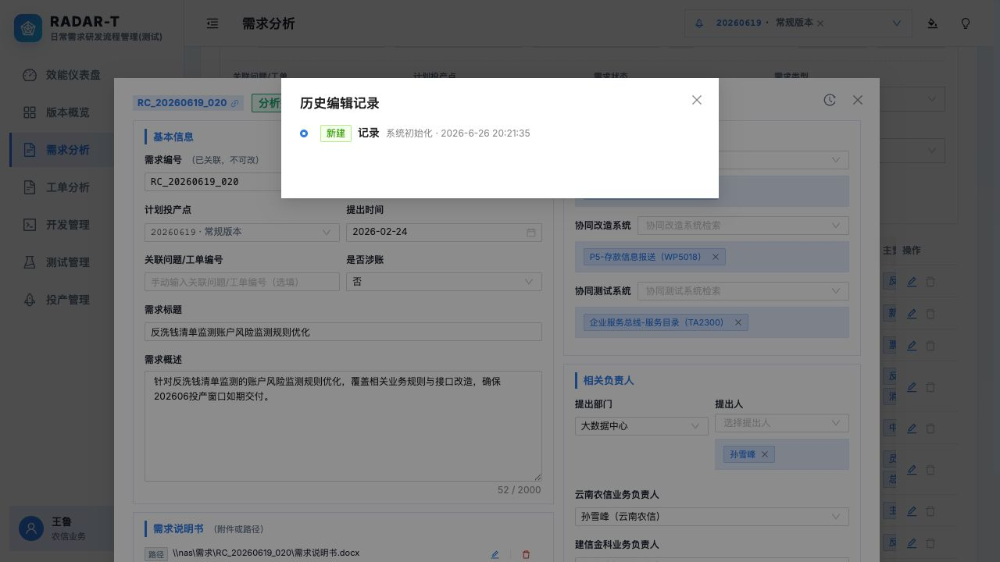 RADAR-T
日常需求研发流程管理(测试)
需求分析
20260619 · 常规版本
效能仪表盘
版本概览
需求分析
工单分析
开发管理
测试管理
投产管理
王鲁
农信业务
关联问题/工单
计划投产点
需求状态
需求类型
RC_20260619_020
历史编辑记录
新建 记录 系统初始化 · 2026-6-26 20:21:35
基本信息
需求编号 (已关联,不可改)
RC_20260619_020
计划投产点
提出时间
20260619 · 常规版本
2026-02-24
关联问题/工单编号
是否涉账
手动输入关联问题/工单编号(选填)
否
需求标题
反洗钱清单监测账户风险监测规则优化
需求概述
针对反洗钱清单监测的账户风险监测规则优化,覆盖相关业务规则与接口改造,确保
202606投产窗口如期交付。
52 / 2000
需求说明书 (附件或路径)
路径 \\nas\需求\RC_20260619_020\需求说明书.docx
协同改造系统 协同改造系统检索
P5-存款信息报送(WP5018)
协同测试系统 协同测试系统检索
企业服务总线-服务目录(TA2300)
相关负责人
提出部门
提出人
大数据中心
选择提出人
孙雪峰
云南农信业务负责人
孙雪峰(云南农信)
建信金科业务负责人
操作